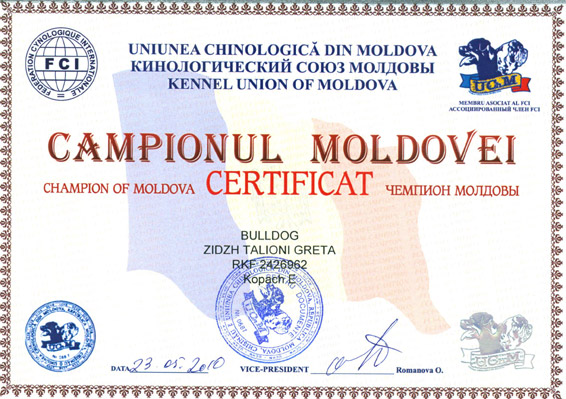 FEDERATION CYNOLOGIQUE INTERNATIONALE
FCI
UNIUNEA CHINOLOGICĂ DIN MOLDOVA
КИНОЛОГИЧЕСКИЙ СОЮЗ МОЛДОВЫ
KENNEL UNION OF MOLDOVA
UChM
MEMBRU ASOCIAT AL FCI
АССОЦИИРОВАННЫЙ ЧЛЕН FCI
CAMPIONUL MOLDOVEI
CHAMPION OF MOLDOVA CERTIFICAT ЧЕМПИОН МОЛДОВЫ
BULLDOG
ZIDZH TALIONI GRETA
RKF 2426962
Kopach E
UChM
DATA 23 05. 2010 VICE-PRESIDENT Romanova O.